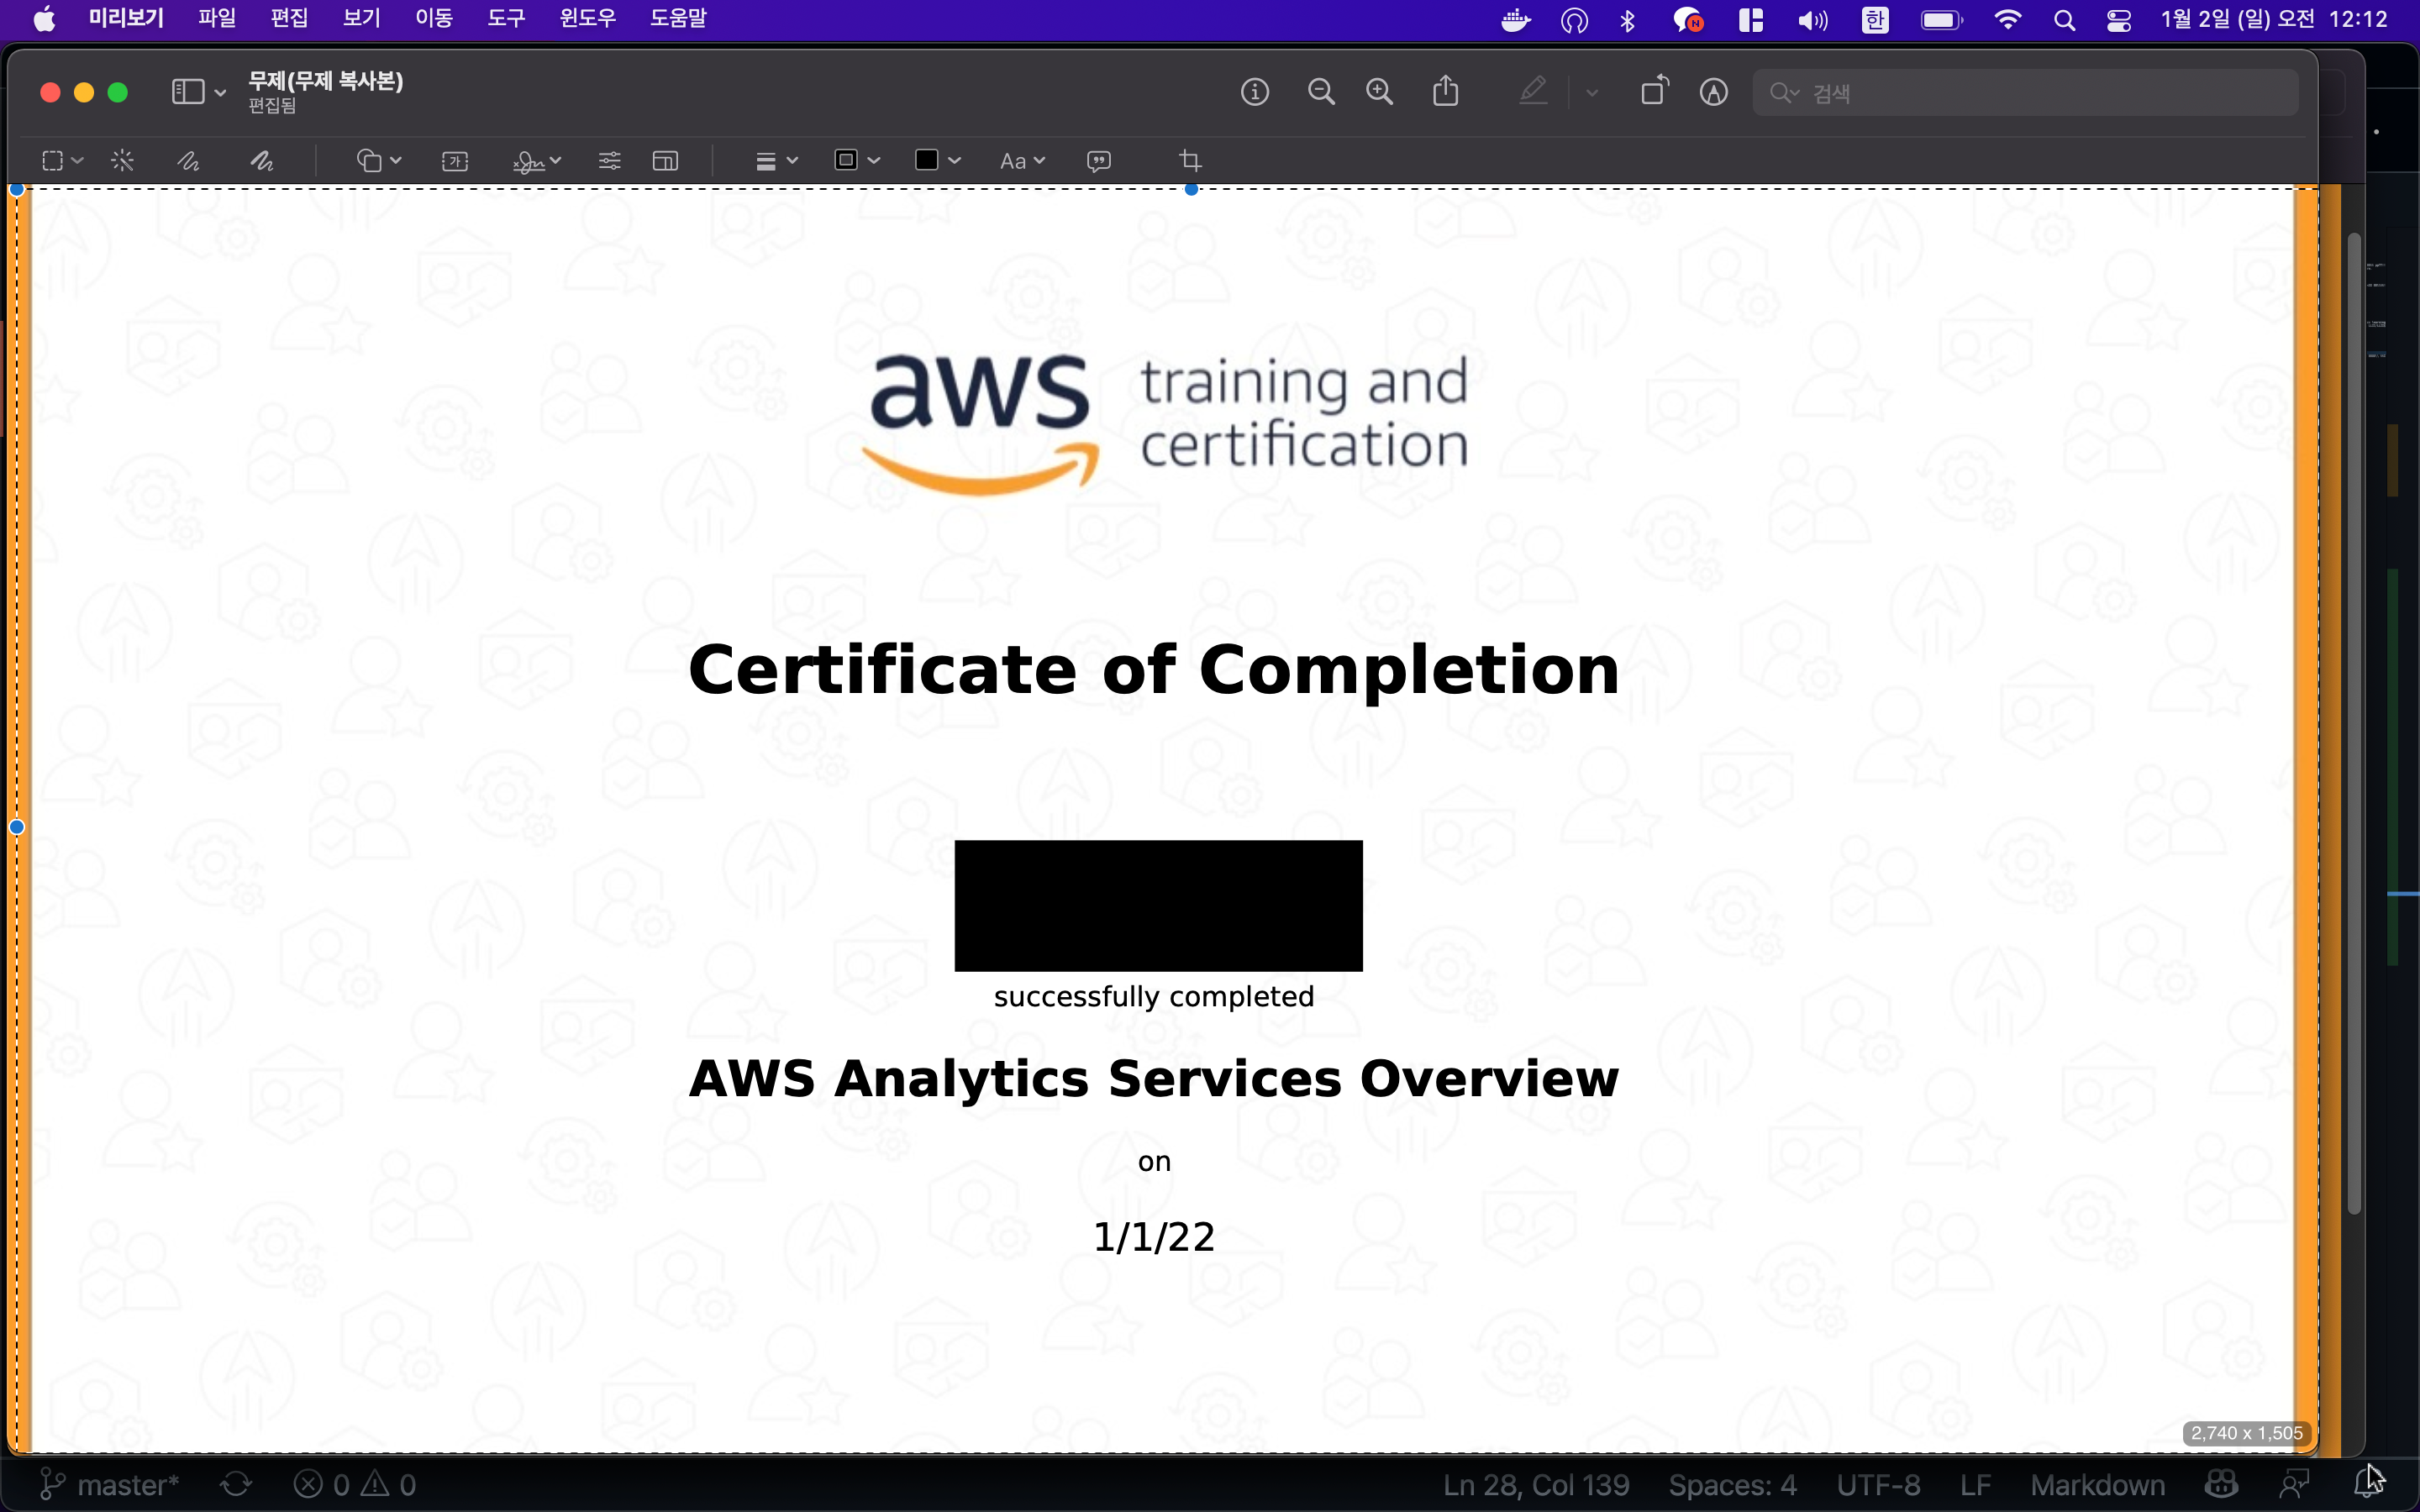 미리보기 파일 편집 보기 이동 도구 윈도우 도움말 N 한 1월 2일 (일) 오전 12:12
무제(무제 복사본)
편집됨
검색
가 Aa
aws training and
certification
Certificate of Completion
successfully completed
AWS Analytics Services Overview
on
1/1/22
2,740 x 1,505
master* 0 0 Ln 28, Col 139 Spaces: 4 UTF-8 LF Markdown